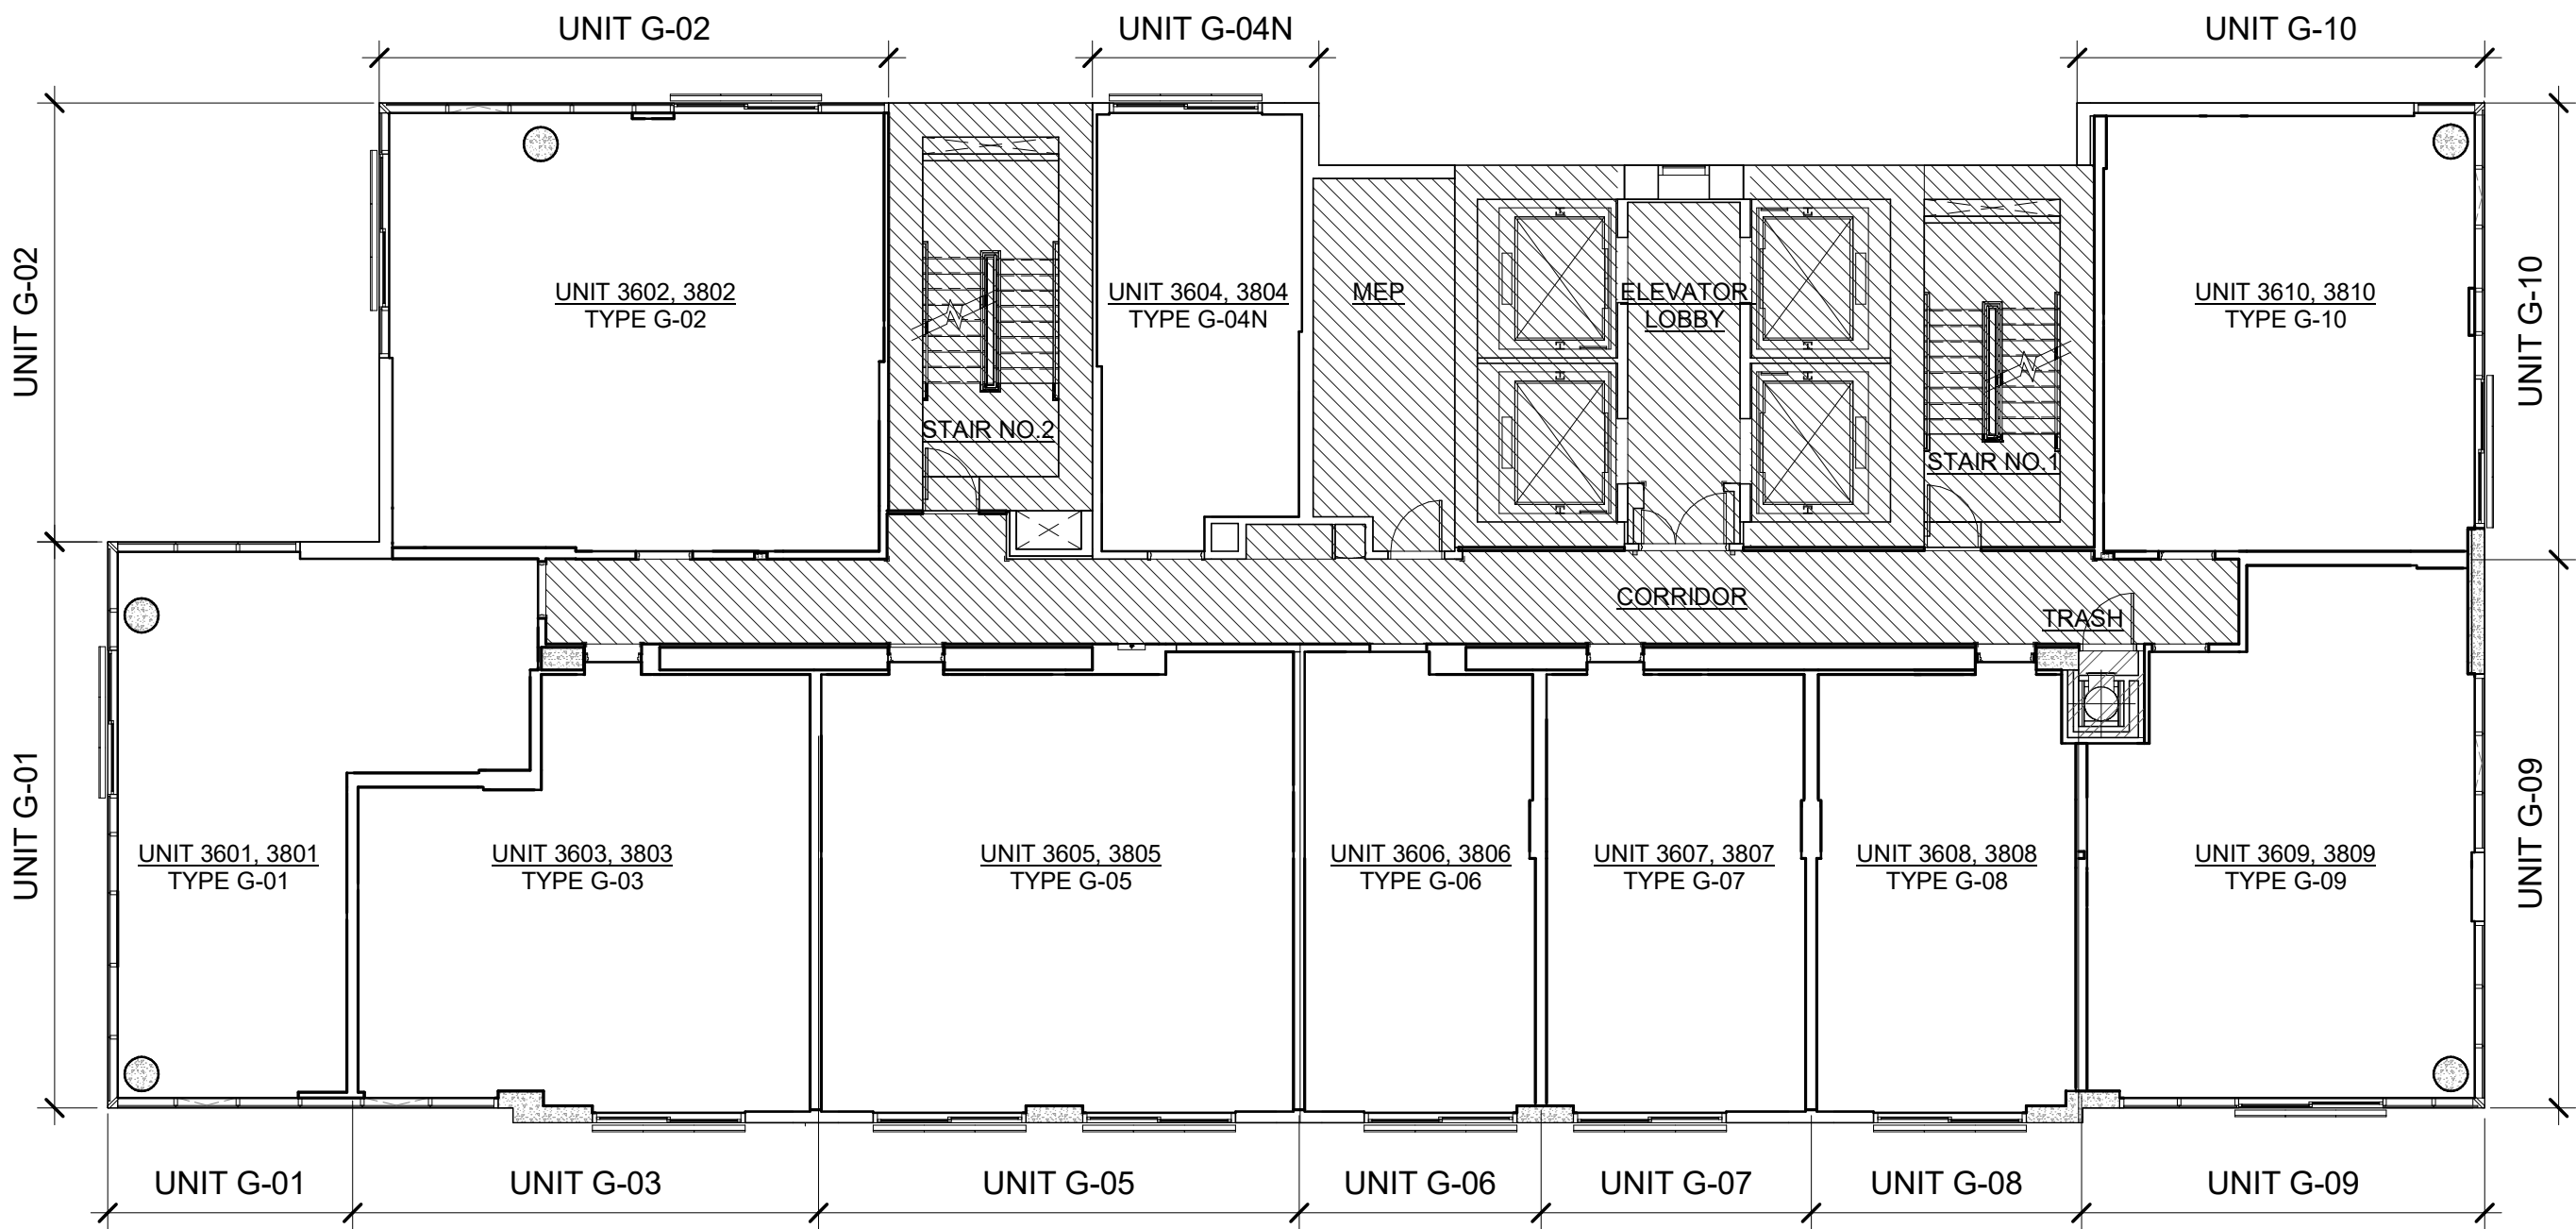 UNIT G-02
UNIT G-04N
UNIT G-10
UNIT G-02
UNIT 3602, 3802
TYPE G-02
STAIR NO.2
UNIT 3604, 3804
TYPE G-04N
MEP
ELEVATOR
LOBBY
STAIR NO.1
UNIT 3610, 3810
TYPE G-10
UNIT G-10
CORRIDOR
TRASH
UNIT G-01
UNIT 3601, 3801
TYPE G-01
UNIT 3603, 3803
TYPE G-03
UNIT 3605, 3805
TYPE G-05
UNIT 3606, 3806
TYPE G-06
UNIT 3607, 3807
TYPE G-07
UNIT 3608, 3808
TYPE G-08
UNIT 3609, 3809
TYPE G-09
UNIT G-09
UNIT G-01
UNIT G-03
UNIT G-05
UNIT G-06
UNIT G-07
UNIT G-08
UNIT G-09